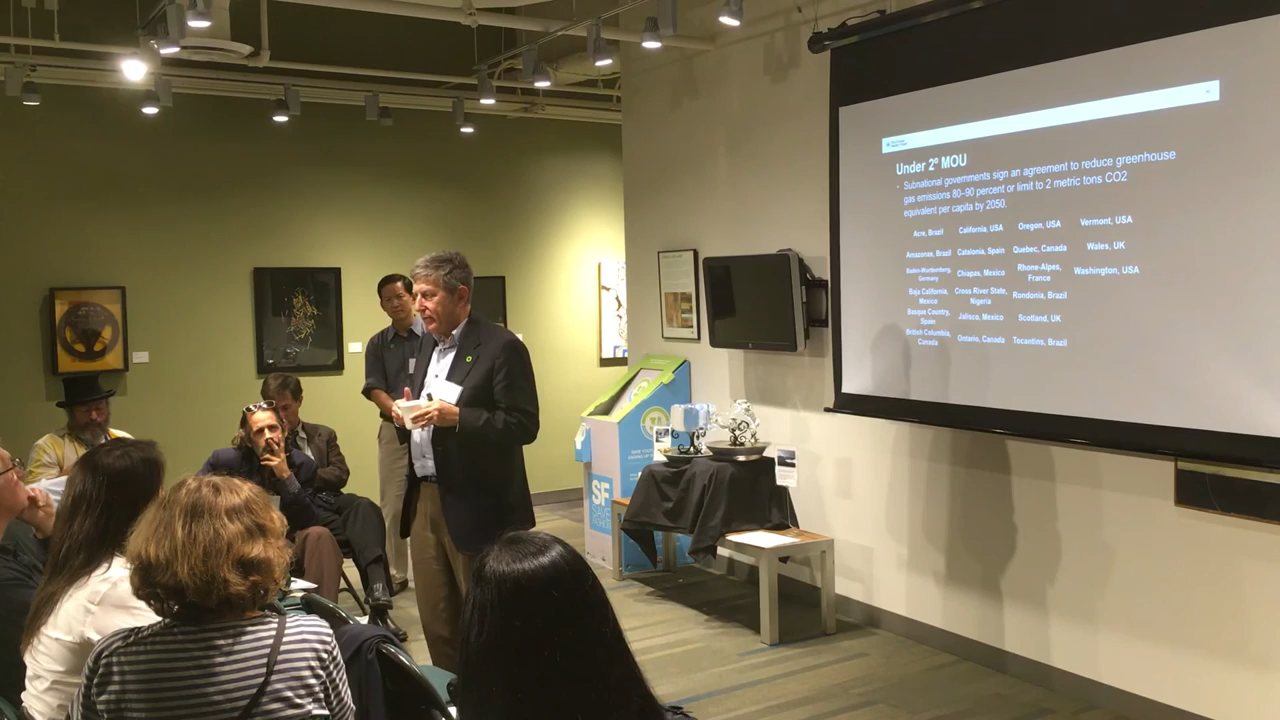 Under 2° MOU
• Subnational governments sign an agreement to reduce greenhouse
gas emissions 80–90 percent or limit to 2 metric tons CO2
equivalent per capita by 2050.
Acre, Brazil California, USA Oregon, USA Vermont, USA
Amazonas, Brazil Catalonia, Spain Quebec, Canada Wales, UK
Baden-Wurttemberg,
Germany
Chiapas, Mexico
Rhone-Alpes,
France
Washington, USA
Baja California,
Mexico
Cross River State,
Nigeria
Rondonia, Brazil
Basque Country,
Spain
Jalisco, Mexico Scotland, UK
British Columbia,
Canada
Ontario, Canada Tocantins, Brazil
SF
SAVE
FASHION